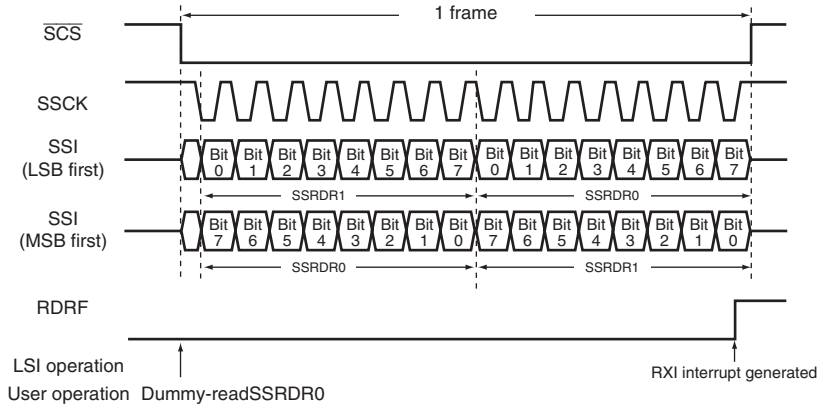 1 frame
SCS
SSCK
SSI
(LSB first)
Bit 0 Bit 1 Bit 2 Bit 3 Bit 4 Bit 5 Bit 6 Bit 7 Bit 0 Bit 1 Bit 2 Bit 3 Bit 4 Bit 5 Bit 6 Bit 7
SSRDR1 SSRDR0
SSI
(MSB first)
Bit 7 Bit 6 Bit 5 Bit 4 Bit 3 Bit 2 Bit 1 Bit 0 Bit 7 Bit 6 Bit 5 Bit 4 Bit 3 Bit 2 Bit 1 Bit 0
SSRDR0 SSRDR1
RDRF
LSI operation RXI interrupt generated
User operation Dummy-readSSRDR0